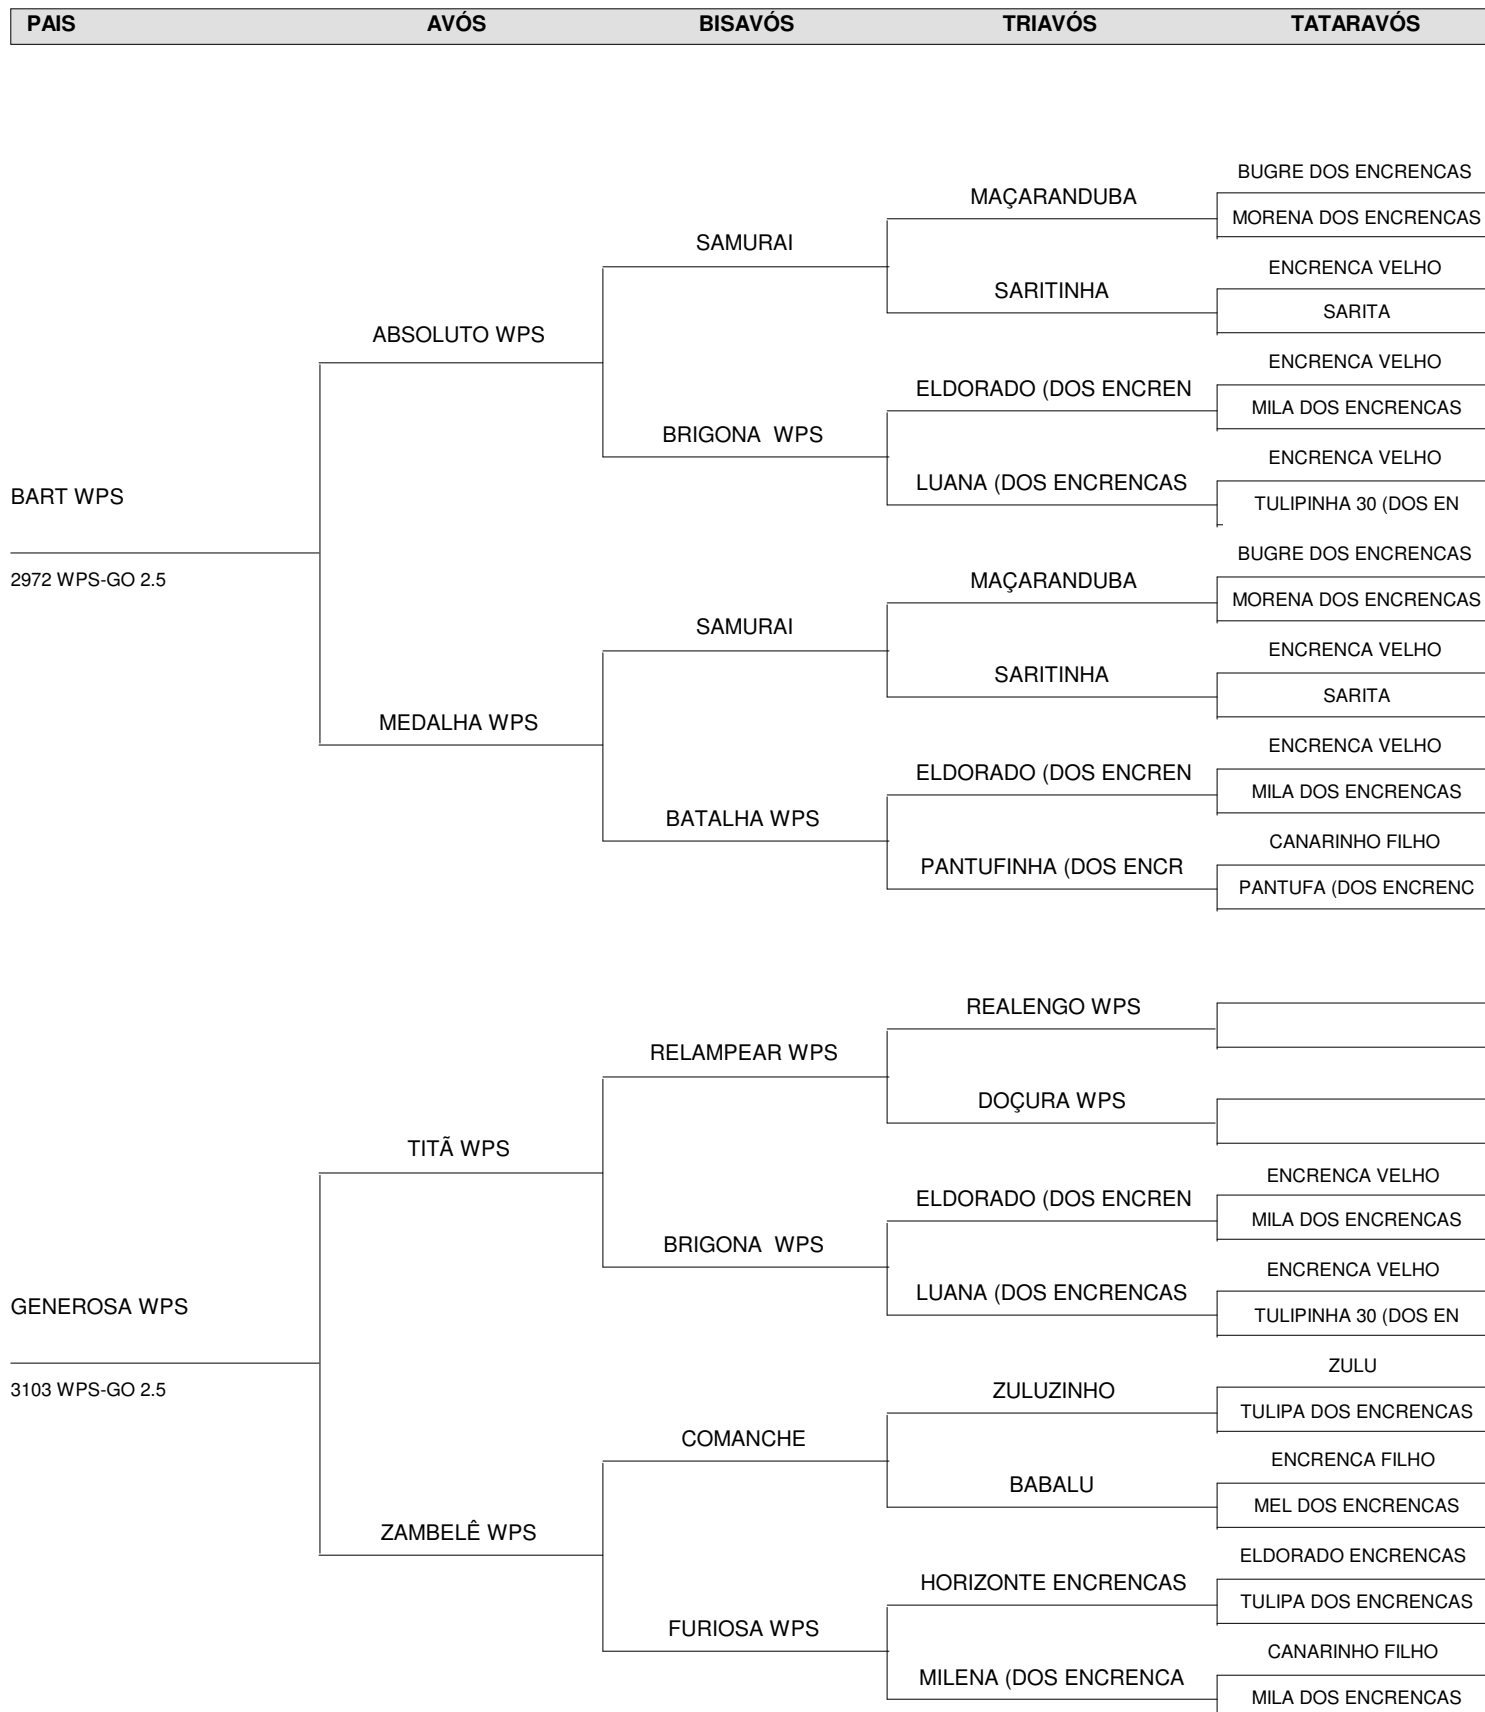 PAIS AVÓS BISAVÓS TRIAVÓS TATARAVÓS
BUGRE DOS ENCRENCAS
MAÇARANDUBA
MORENA DOS ENCRENCAS
SAMURAI
ENCRENCA VELHO
SARITINHA
SARITA
ABSOLUTO WPS
ENCRENCA VELHO
ELDORADO (DOS ENCREN
MILA DOS ENCRENCAS
BRIGONA  WPS
ENCRENCA VELHO
LUANA (DOS ENCRENCAS
BART WPS
TULIPINHA 30 (DOS EN
BUGRE DOS ENCRENCAS
2972 WPS-GO 2.5
MAÇARANDUBA
MORENA DOS ENCRENCAS
SAMURAI
ENCRENCA VELHO
SARITINHA
SARITA
MEDALHA WPS
ENCRENCA VELHO
ELDORADO (DOS ENCREN
MILA DOS ENCRENCAS
BATALHA WPS
CANARINHO FILHO
PANTUFINHA (DOS ENCR
PANTUFA (DOS ENCRENC
REALENGO WPS
RELAMPEAR WPS
DOÇURA WPS
TITÃ WPS
ENCRENCA VELHO
ELDORADO (DOS ENCREN
MILA DOS ENCRENCAS
BRIGONA  WPS
ENCRENCA VELHO
LUANA (DOS ENCRENCAS
GENEROSA WPS
TULIPINHA 30 (DOS EN
ZULU
3103 WPS-GO 2.5
ZULUZINHO
TULIPA DOS ENCRENCAS
COMANCHE
ENCRENCA FILHO
BABALU
MEL DOS ENCRENCAS
ZAMBELÊ WPS
ELDORADO ENCRENCAS
HORIZONTE ENCRENCAS
TULIPA DOS ENCRENCAS
FURIOSA WPS
CANARINHO FILHO
MILENA (DOS ENCRENCA
MILA DOS ENCRENCAS